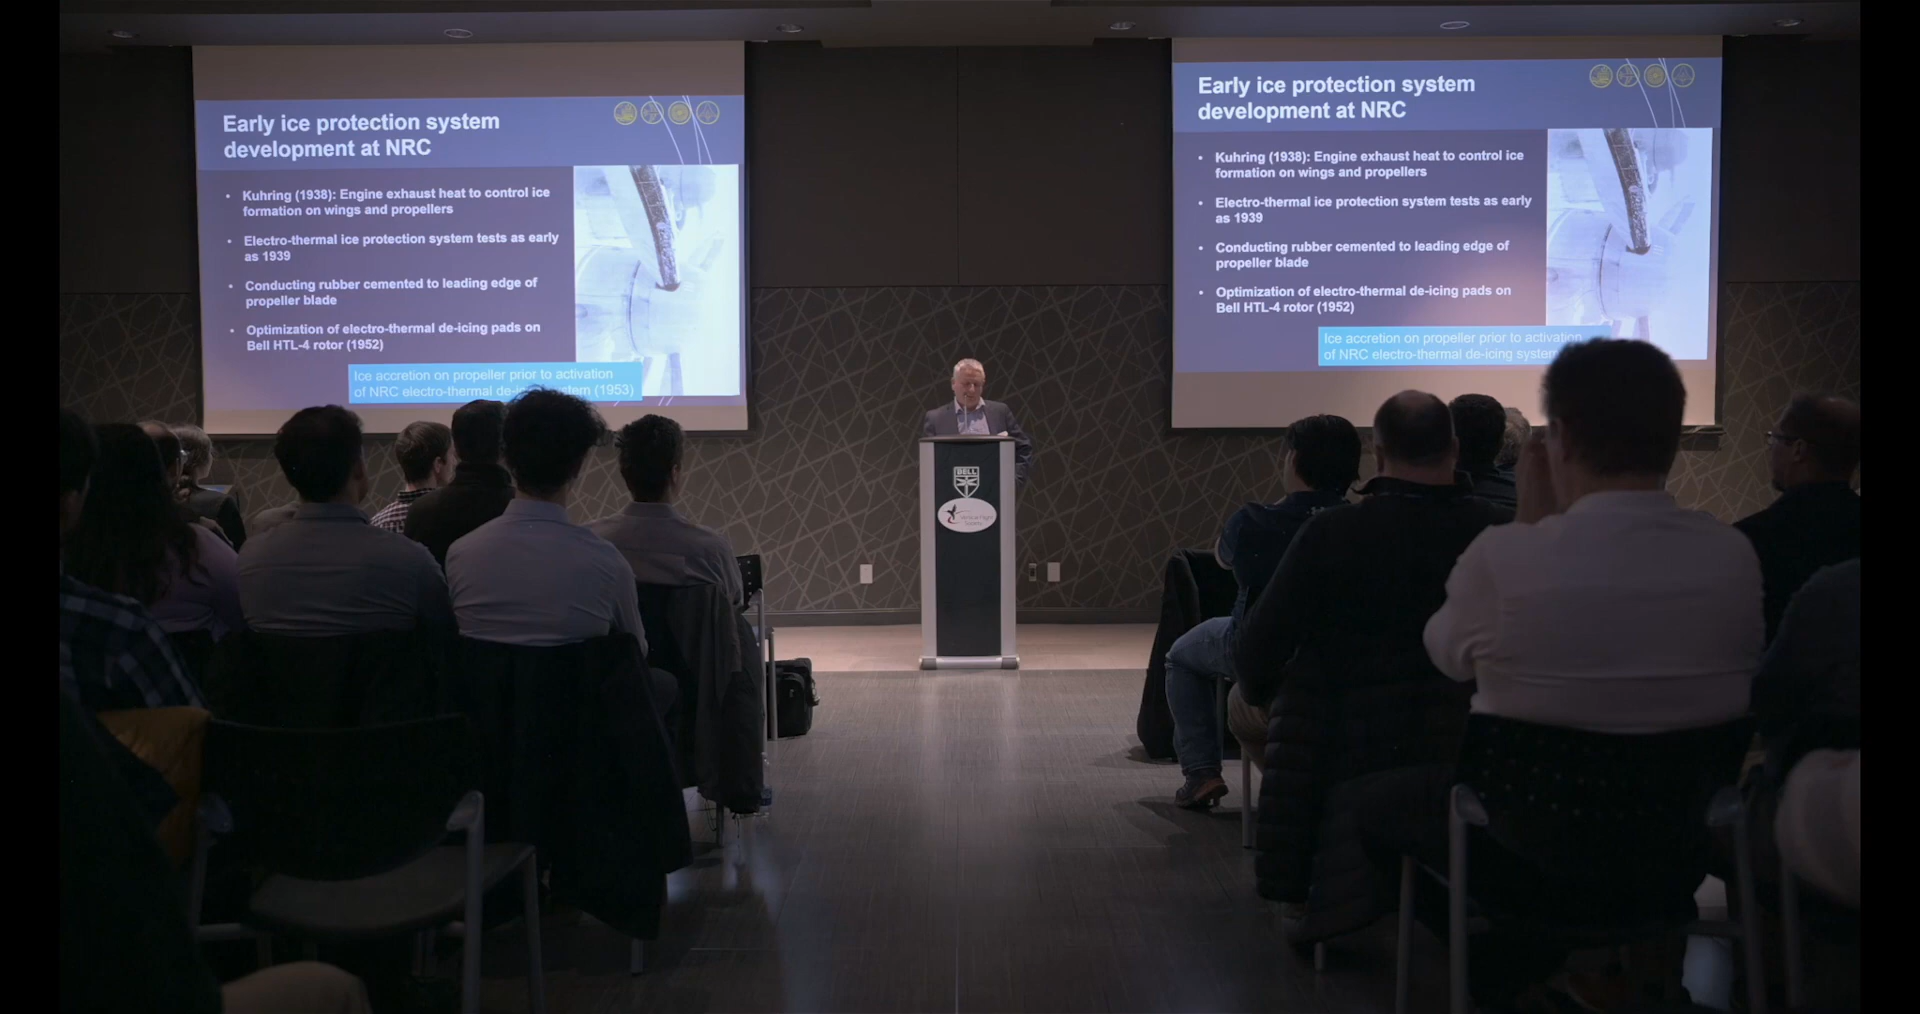 Early ice protection system
development at NRC
• Kuhring (1938): Engine exhaust heat to control ice
formation on wings and propellers
• Electro-thermal ice protection system tests as early
as 1939
• Conducting rubber cemented to leading edge of
propeller blade
• Optimization of electro-thermal de-icing pads on
Bell HTL-4 rotor (1952)
Ice accretion on propeller prior to activation
of NRC electro-thermal de-icing system (1953)
BELL
Vertical Flight
Society
Early ice protection system
development at NRC
• Kuhring (1938): Engine exhaust heat to control ice
formation on wings and propellers
• Electro-thermal ice protection system tests as early
as 1939
• Conducting rubber cemented to leading edge of
propeller blade
• Optimization of electro-thermal de-icing pads on
Bell HTL-4 rotor (1952)
Ice accretion on propeller prior to activation
of NRC electro-thermal de-icing system